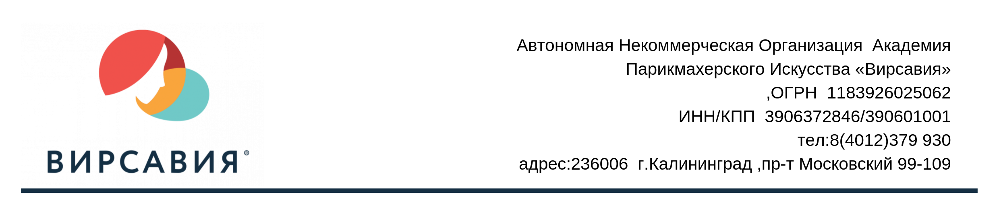 ВИРСАВИЯ®
Автономная Некоммерческая Организация  Академия
Парикмахерского Искусства «Вирсавия»
,ОГРН  1183926025062
ИНН/КПП  3906372846/390601001
тел:8(4012)379 930
адрес:236006  г.Калининград ,пр-т Московский 99-109